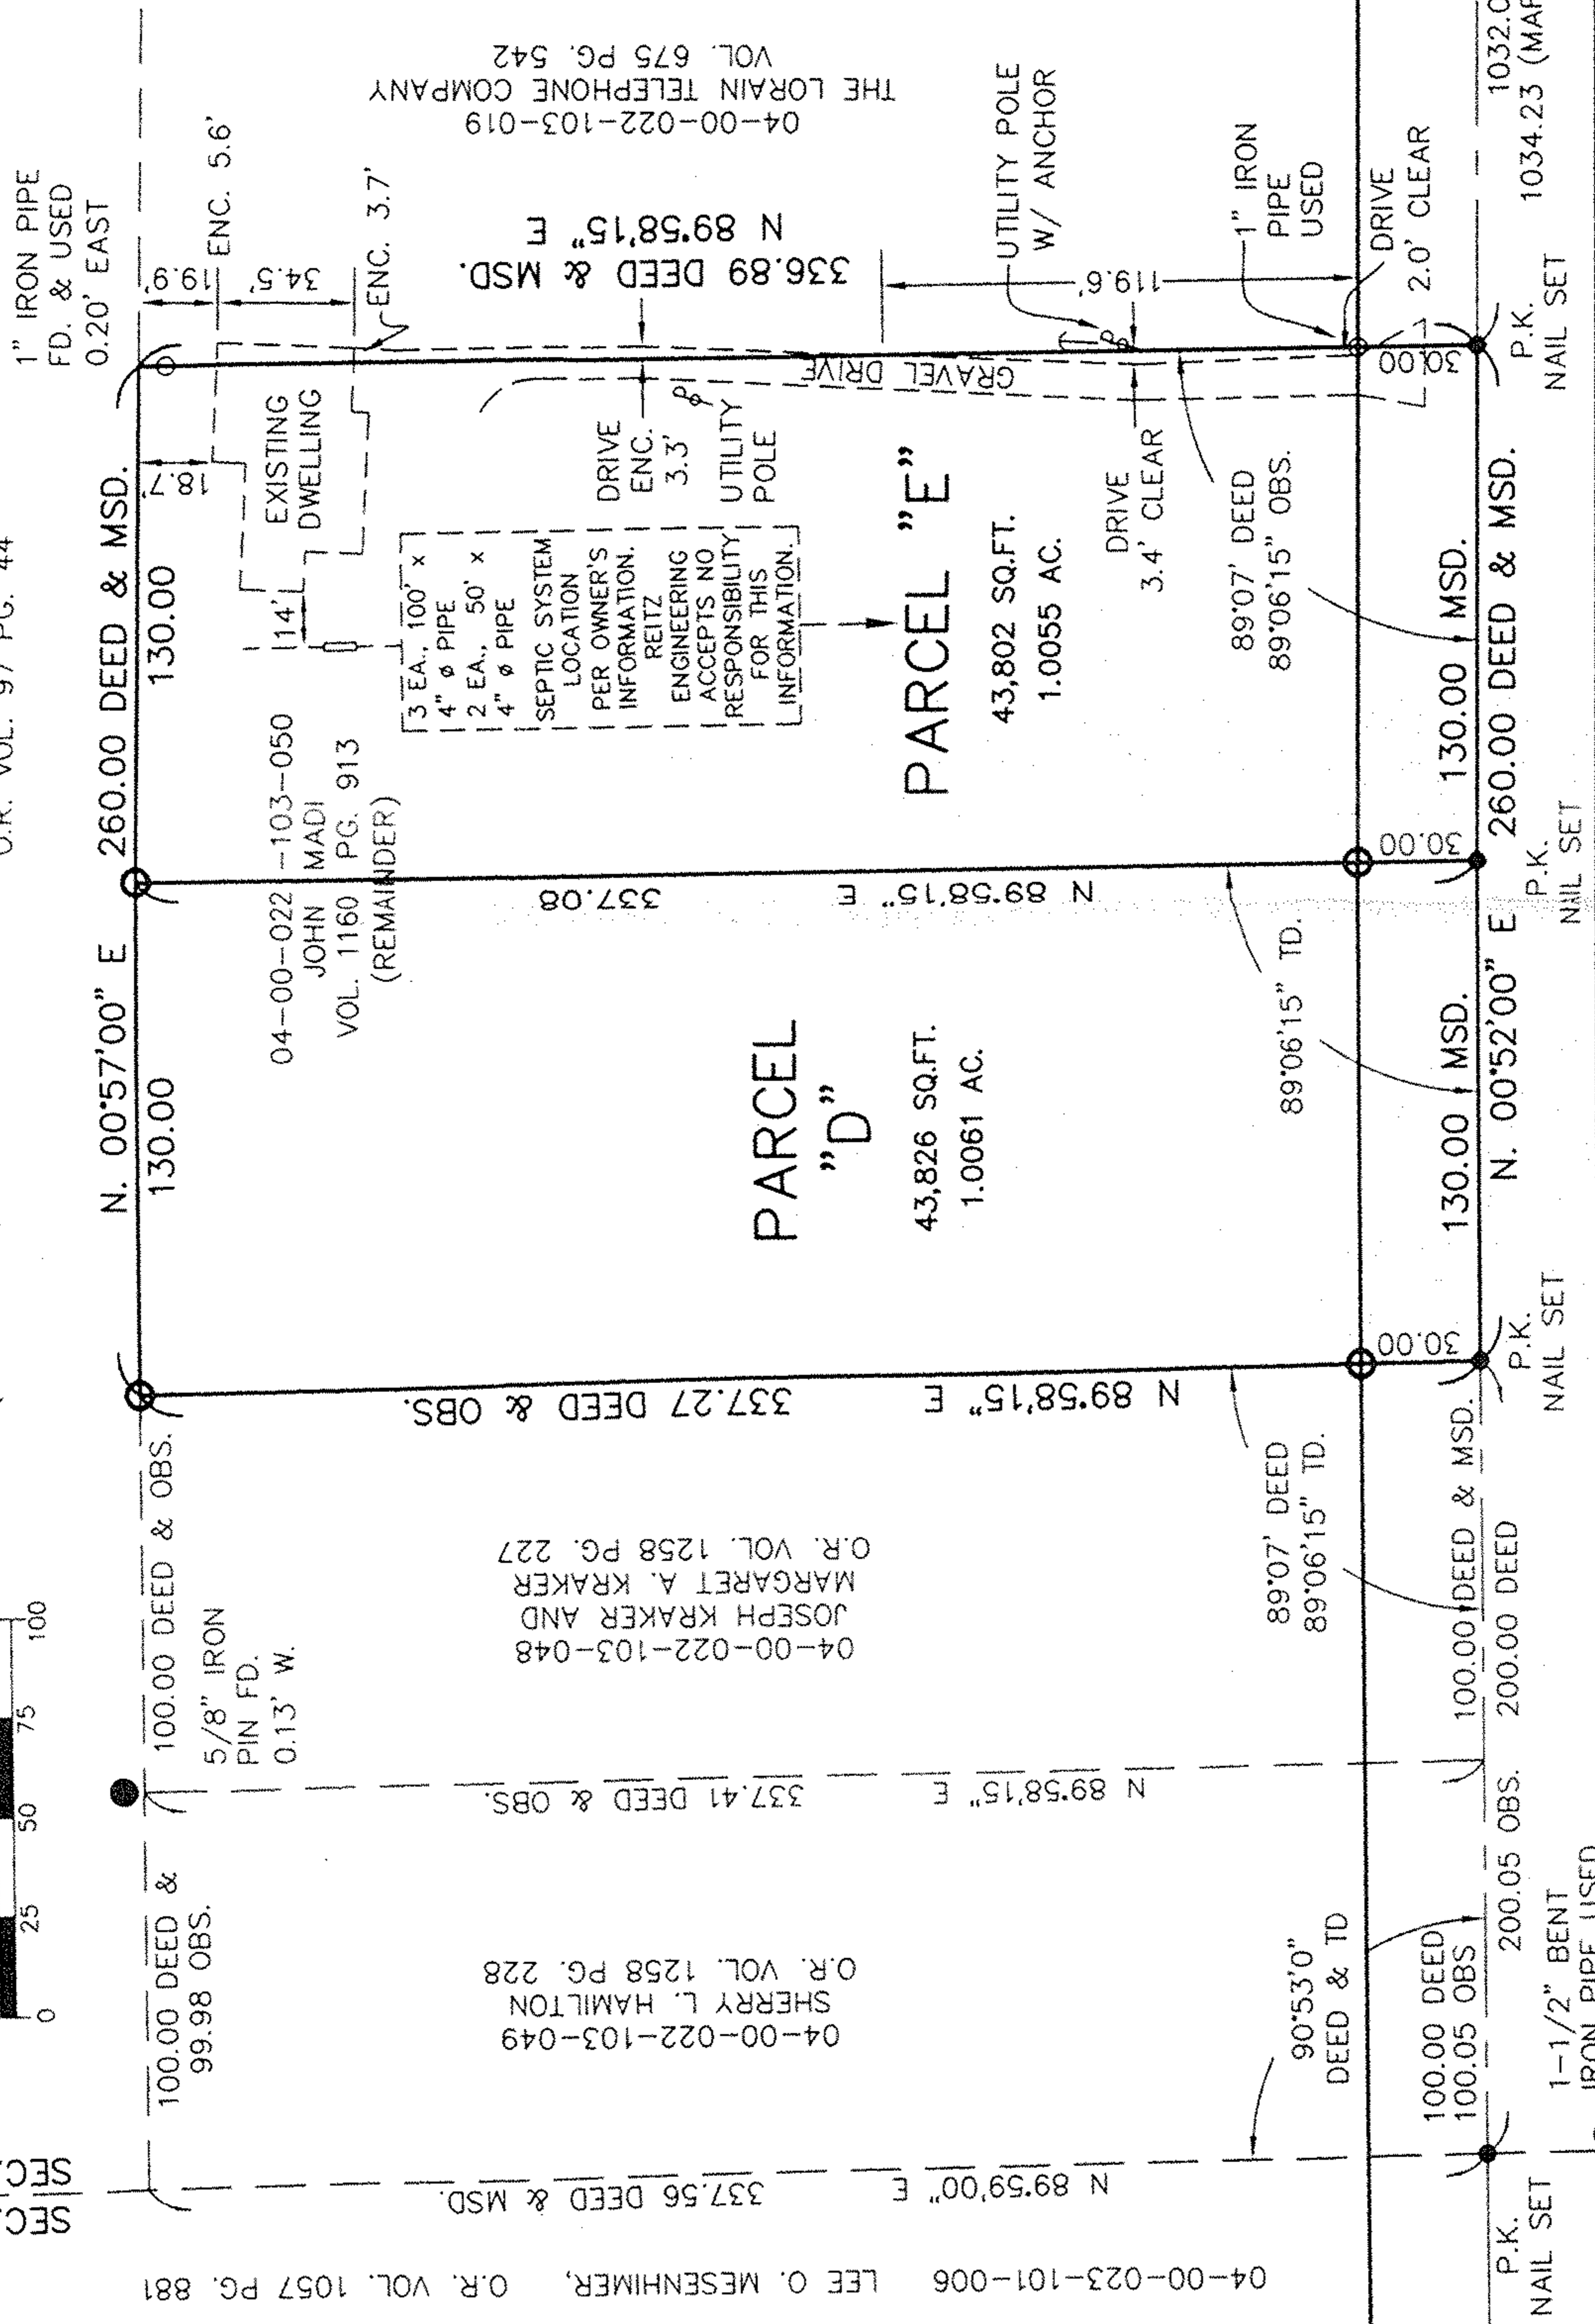 SEC.
SEC.
0
25
50
75
100
O.R. VOL. 97 PG. 44
1" IRON PIPE
FD. & USED
0.20' EAST
100.00 DEED &
99.98 OBS.
100.00 DEED & OBS.
5/8" IRON
PIN FD.
0.13' W.
N. 00°57'00" E
260.00 DEED & MSD.
130.00
130.00
04-00-023-101-006
LEE O. MESENHIMER,
O.R. VOL. 1057 PG. 881
N 89°59'00" E
337.56 DEED & MSD.
04-00-022-103-049
SHERRY L. HAMILTON
O.R. VOL. 1258 PG. 228
N 89°58'15" E
337.41 DEED & OBS.
04-00-022-103-048
JOSEPH KRAKER AND
MARGARET A. KRAKER
O.R. VOL. 1258 PG. 227
N 89°58'15" E
337.27 DEED & OBS.
04-00-022-103-050
JOHN MADI
VOL. 1160 PG. 913
(REMAINDER)
PARCEL
"D"
43,826 SQ.FT.
1.0061 AC.
N 89°58'15" E
337.08
14'
18.7'
EXISTING
DWELLING
19.9'
34.5'
ENC. 5.6'
ENC. 3.7'
3 EA., 100' x
4" ø PIPE
2 EA., 50' x
4" ø PIPE
SEPTIC SYSTEM
LOCATION
PER OWNER'S
INFORMATION.
REITZ
ENGINEERING
ACCEPTS NO
RESPONSIBILITY
FOR THIS
INFORMATION.
DRIVE
ENC.
3.3'
UTILITY
POLE
GRAVEL DRIVE
PARCEL "E"
43,802 SQ.FT.
1.0055 AC.
DRIVE
3.4' CLEAR
N 89°58'15" E
336.89 DEED & MSD.
04-00-022-103-019
THE LORAIN TELEPHONE COMPANY
VOL. 675 PG. 542
UTILITY POLE
W/ ANCHOR
119.6'
1" IRON
PIPE
USED
DRIVE
2.0' CLEAR
90°53'0"
DEED & TD
89°07' DEED
89°06'15" TD.
89°06'15" TD.
89°07' DEED
89°06'15" OBS.
30.00
30.00
30.00
100.00 DEED
100.05 OBS
100.00 DEED & MSD.
130.00 MSD.
130.00 MSD.
200.05 OBS.
200.00 DEED
N. 00°52'00" E
260.00 DEED & MSD.
P.K.
NAIL SET
1-1/2" BENT
IRON PIPE USED
P.K.
NAIL SET
P.K.
NAIL SET
P.K.
NAIL SET
1034.23